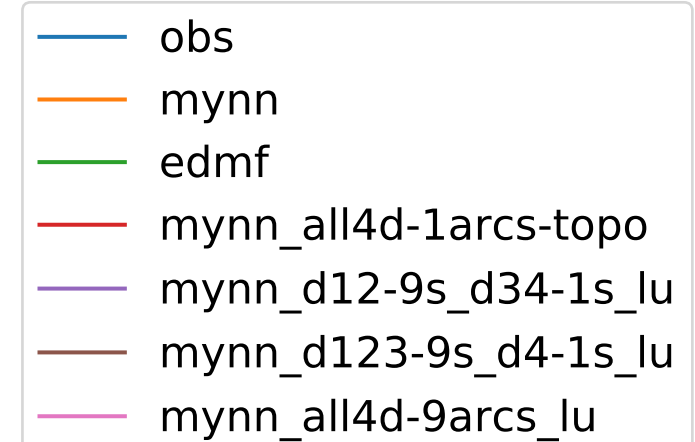 obs
mynn
edmf
mynn_all4d-1arcs-topo
mynn_d12-9s_d34-1s_lu
mynn_d123-9s_d4-1s_lu
mynn_all4d-9arcs_lu